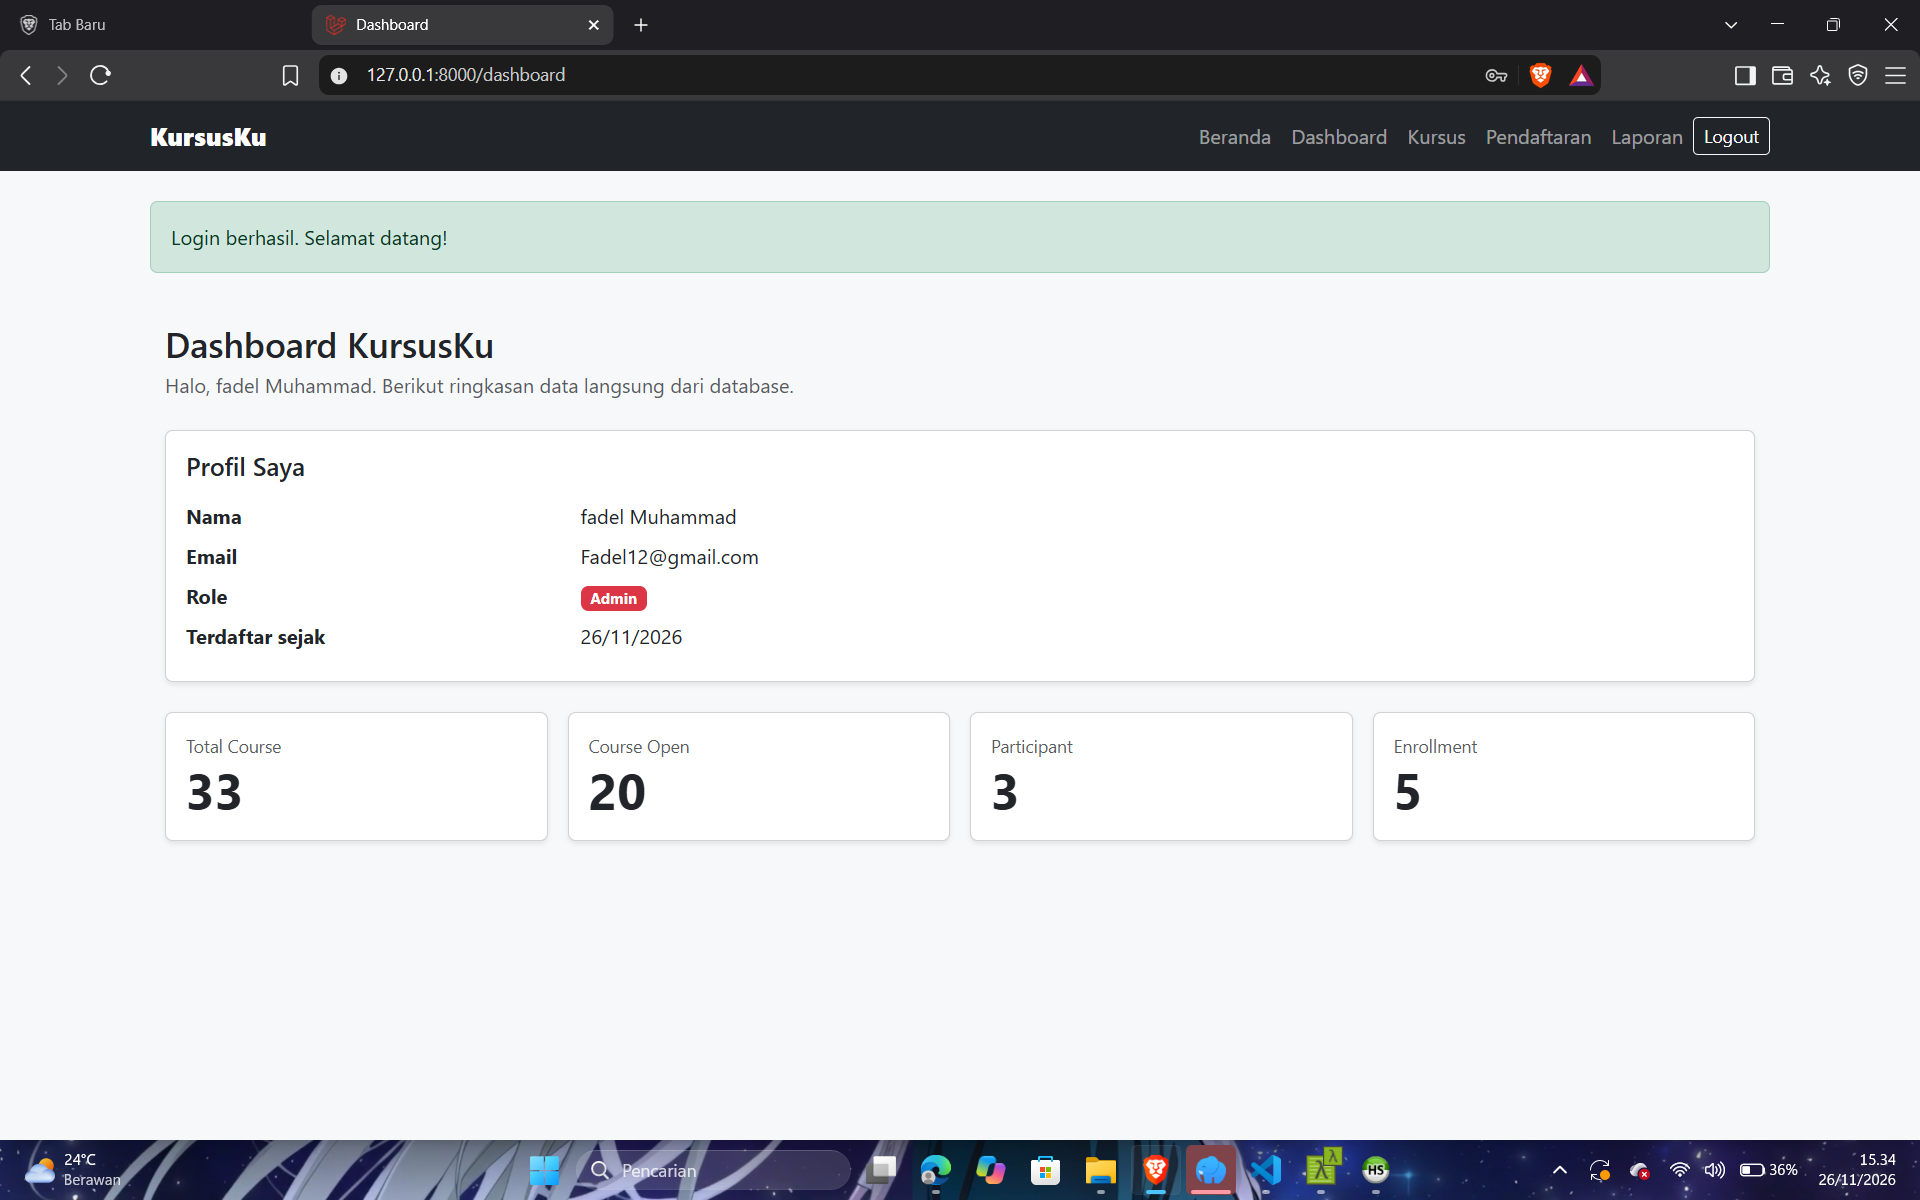 Tab Baru
Dashboard
127.0.0.1:8000/dashboard
KursusKu
Beranda Dashboard Kursus Pendaftaran Laporan Logout
Login berhasil. Selamat datang!
Dashboard KursusKu
Halo, fadel Muhammad. Berikut ringkasan data langsung dari database.
Profil Saya
Nama fadel Muhammad
Email Fadel12@gmail.com
Role Admin
Terdaftar sejak 26/11/2026
Total Course
33
Course Open
20
Participant
3
Enrollment
5
24°C
Berawan
Pencarian
HS
36%
15.34
26/11/2026